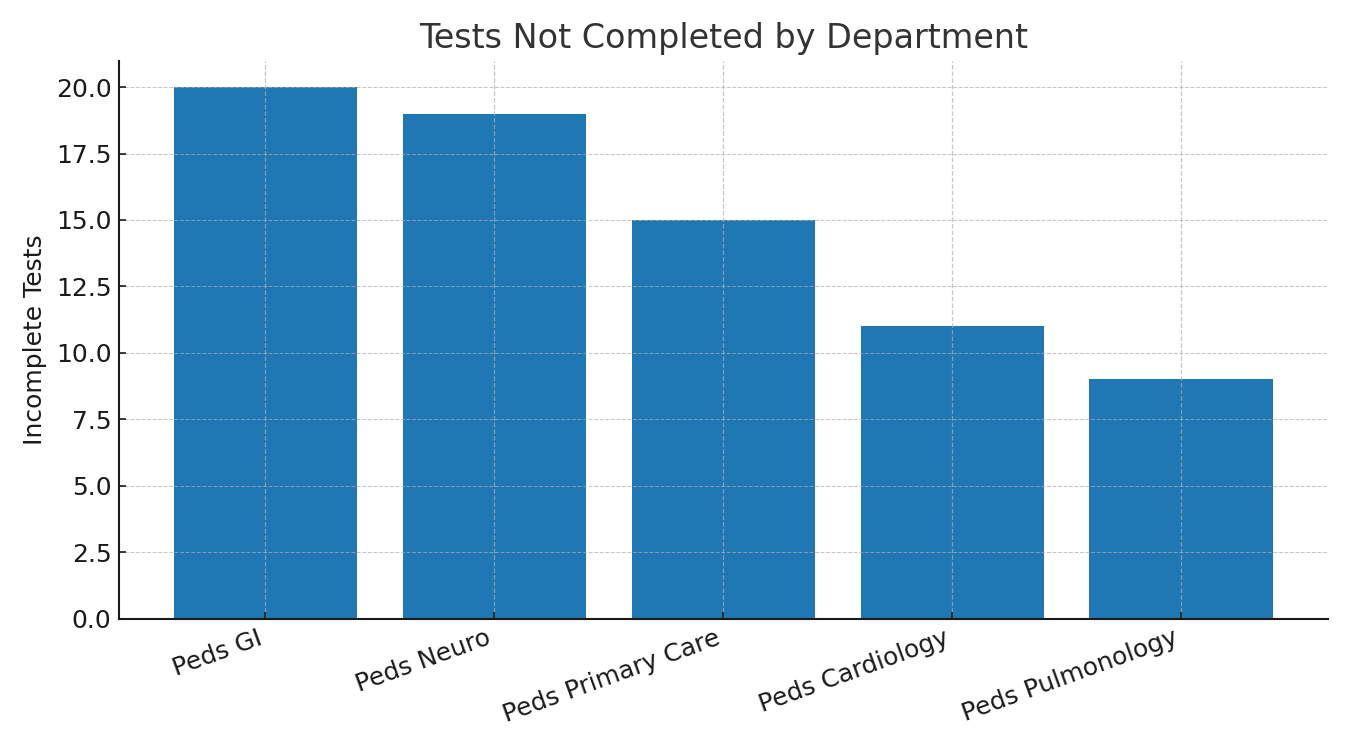 Tests Not Completed by Department
Incomplete Tests
20.0
17.5
15.0
12.5
10.0
7.5
5.0
2.5
0.0
Peds GI
Peds Neuro
Peds Primary Care
Peds Cardiology
Peds Pulmonology